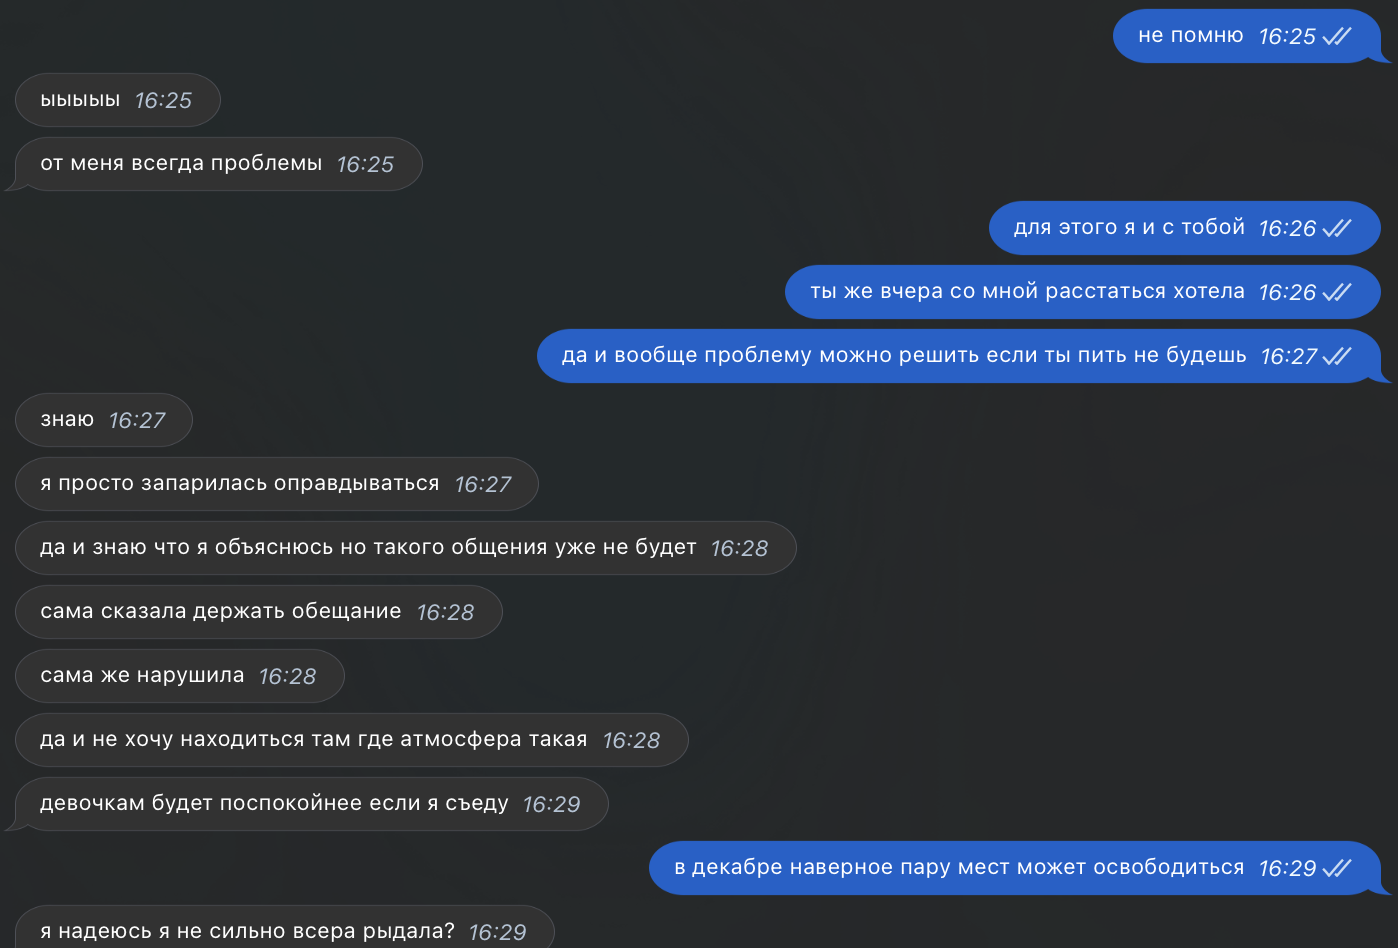 не помню 16:25
ыыыыы 16:25
от меня всегда проблемы 16:25
для этого я и с тобой 16:26
ты же вчера со мной расстаться хотела 16:26
да и вообще проблему можно решить если ты пить не будешь 16:27
знаю 16:27
я просто запарилась оправдываться 16:27
да и знаю что я объяснюсь но такого общения уже не будет 16:28
сама сказала держать обещание 16:28
сама же нарушила 16:28
да и не хочу находиться там где атмосфера такая 16:28
девочкам будет поспокойнее если я съеду 16:29
в декабре наверное пару мест может освободиться 16:29
я надеюсь я не сильно всера рыдала? 16:29